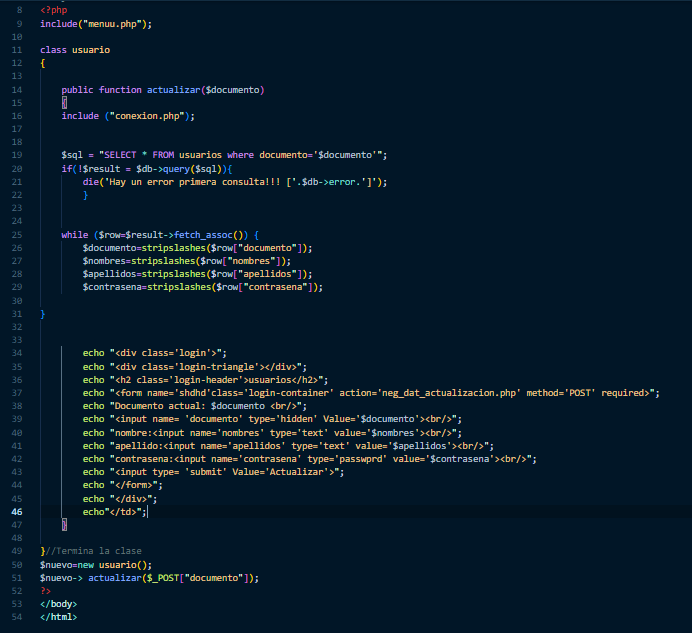 8 <?php
9 include("menuu.php");
10
11 class usuario
12 {
13
14 public function actualizar($documento)
15 {
16 include ("conexion.php");
17
18
19 $sql = "SELECT * FROM usuarios where documento='$documento'";
20 if(!$result = $db->query($sql)){
21 die('Hay un error primera consulta!!! ['.$db->error.']');
22 }
23
24
25 while ($row=$result->fetch_assoc()) {
26 $documento=stripslashes($row["documento"]);
27 $nombres=stripslashes($row["nombres"]);
28 $apellidos=stripslashes($row["apellidos"]);
29 $contrasena=stripslashes($row["contrasena"]);
30
31 }
32
33
34 echo "<div class='login'>";
35 echo "<div class='login-triangle'></div>";
36 echo "<h2 class='login-header'>usuarios</h2>";
37 echo "<form name='shdhd'class='login-container' action='neg_dat_actualizacion.php' method='POST' required>";
38 echo "Documento actual: $documento <br/>";
39 echo "<input name= 'documento' type='hidden' Value='$documento'><br/>";
40 echo "nombre:<input name='nombres' type='text' value='$nombres'><br/>";
41 echo "apellido:<input name='apellidos' type='text' value='$apellidos'><br/>";
42 echo "contrasena:<input name='contrasena' type='passwprd' value='$contrasena'><br/>";
43 echo "<input type= 'submit' Value='Actualizar'>";
44 echo "</form>";
45 echo "</div>";
46 echo"</td>";
47 }
48
49 }//Termina la clase
50 $nuevo=new usuario();
51 $nuevo-> actualizar($_POST["documento"]);
52 ?>
53 </body>
54 </html>